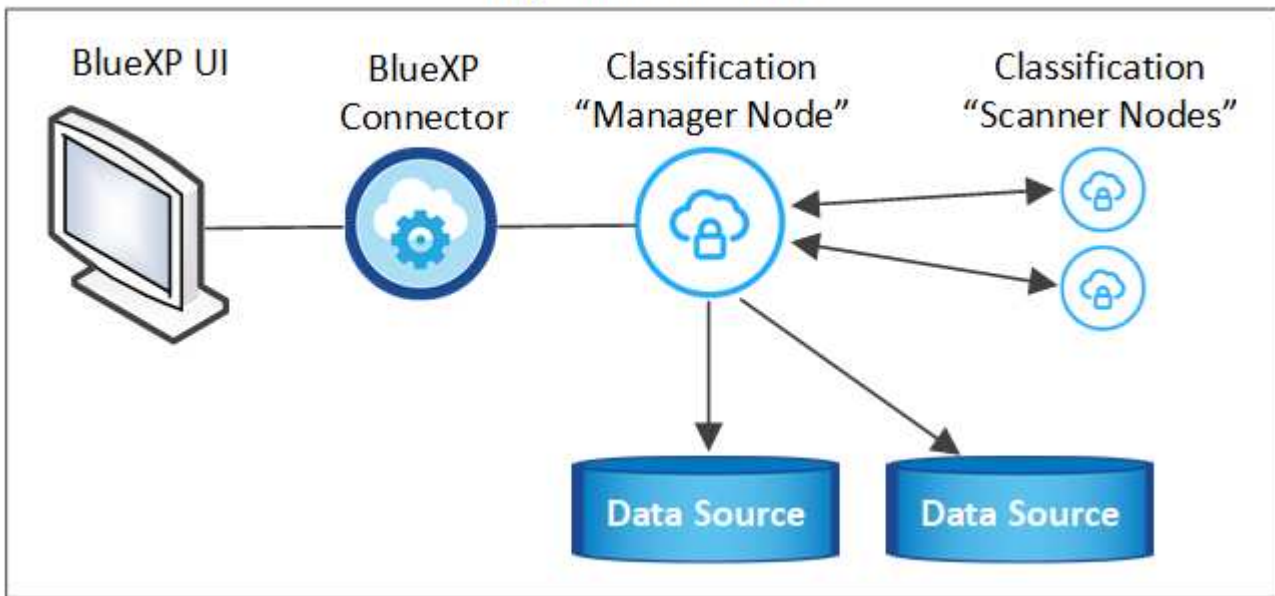 BlueXP UI
BlueXP
Connector
Classification
“Manager Node”
Classification
“Scanner Nodes”
Data Source
Data Source